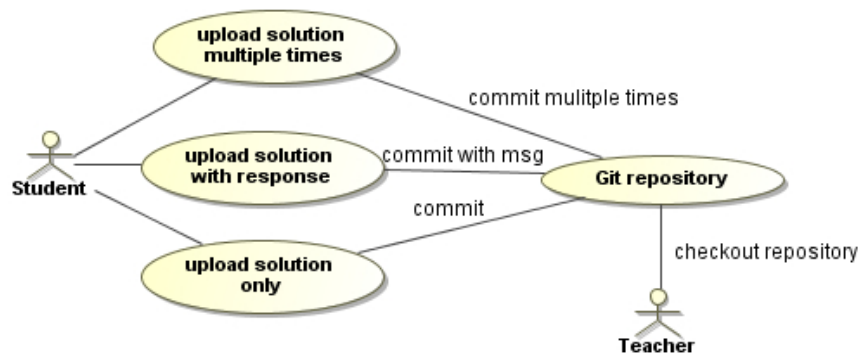 upload solution
multiple times
commit mulitple times
Student
upload solution
with response
commit with msg
Git repository
commit
upload solution
only
checkout repository
Teacher